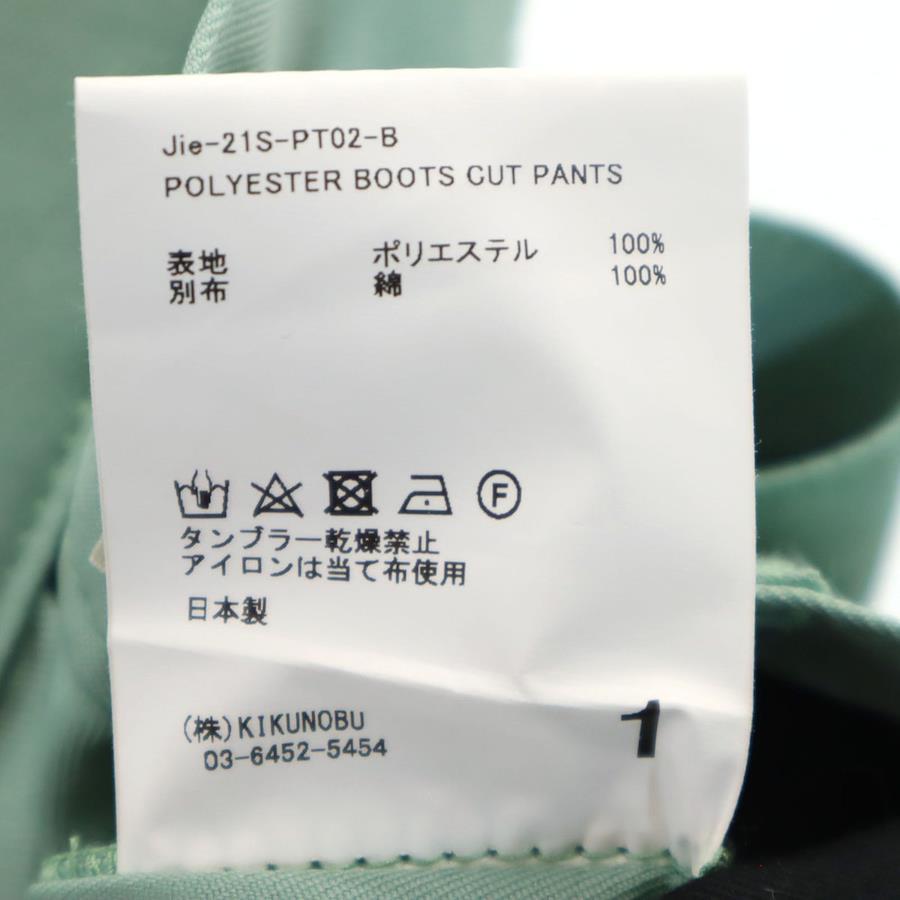 Jie-21S-PT02-B
POLYESTER BOOTS CUT PANTS
表地 ポリエステル 100%
別布 綿 100%
F
タンブラー乾燥禁止
アイロンは当て布使用
日本製
(株)KIKUNOBU
03-6452-5454
1